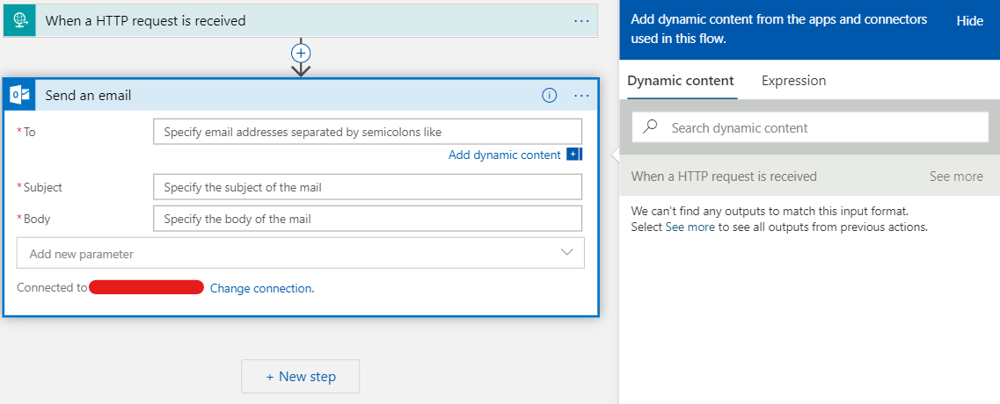 When a HTTP request is received
...
Send an email
...
* To
Specify email addresses separated by semicolons like
Add dynamic content
* Subject
Specify the subject of the mail
* Body
Specify the body of the mail
Add new parameter
Connected to
Change connection.
+ New step
Add dynamic content from the apps and connectors
used in this flow.
Hide
Dynamic content
Expression
Search dynamic content
When a HTTP request is received
See more
We can't find any outputs to match this input format.
Select See more to see all outputs from previous actions.